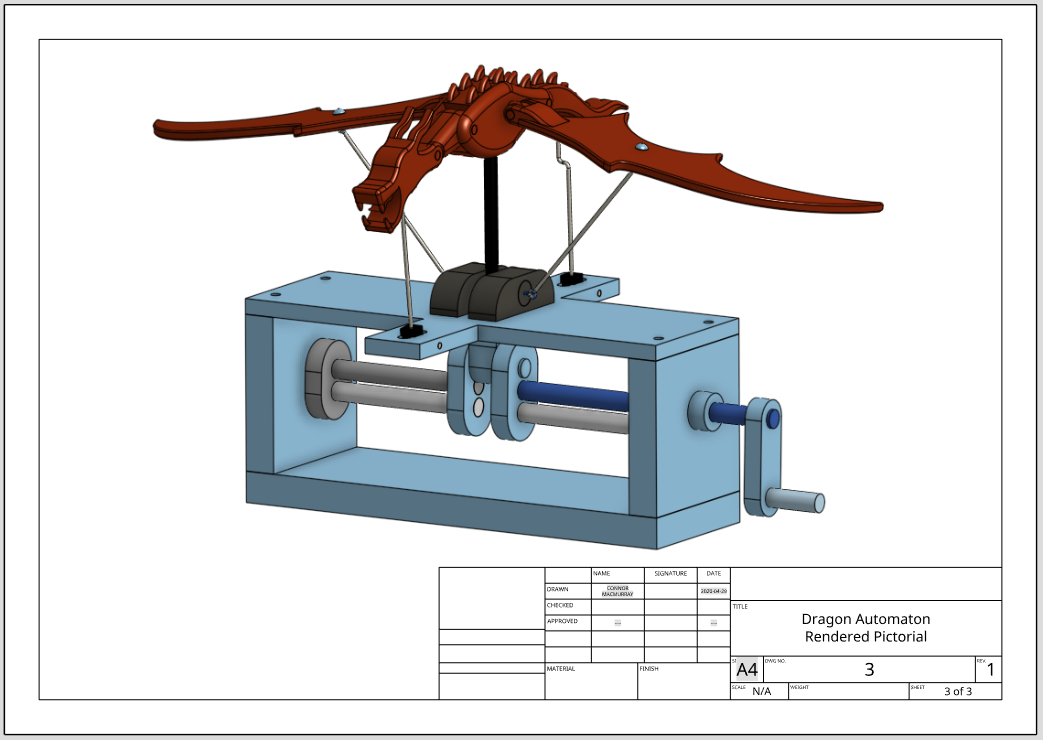 NAME SIGNATURE DATE
DRAWN CONNOR MACMURRAY 2020-04-29
CHECKED
APPROVED
MATERIAL FINISH
TITLE
Dragon Automaton
Rendered Pictorial
A4 DWG NO. 3 REV. 1
SCALE N/A WEIGHT SHEET 3 of 3